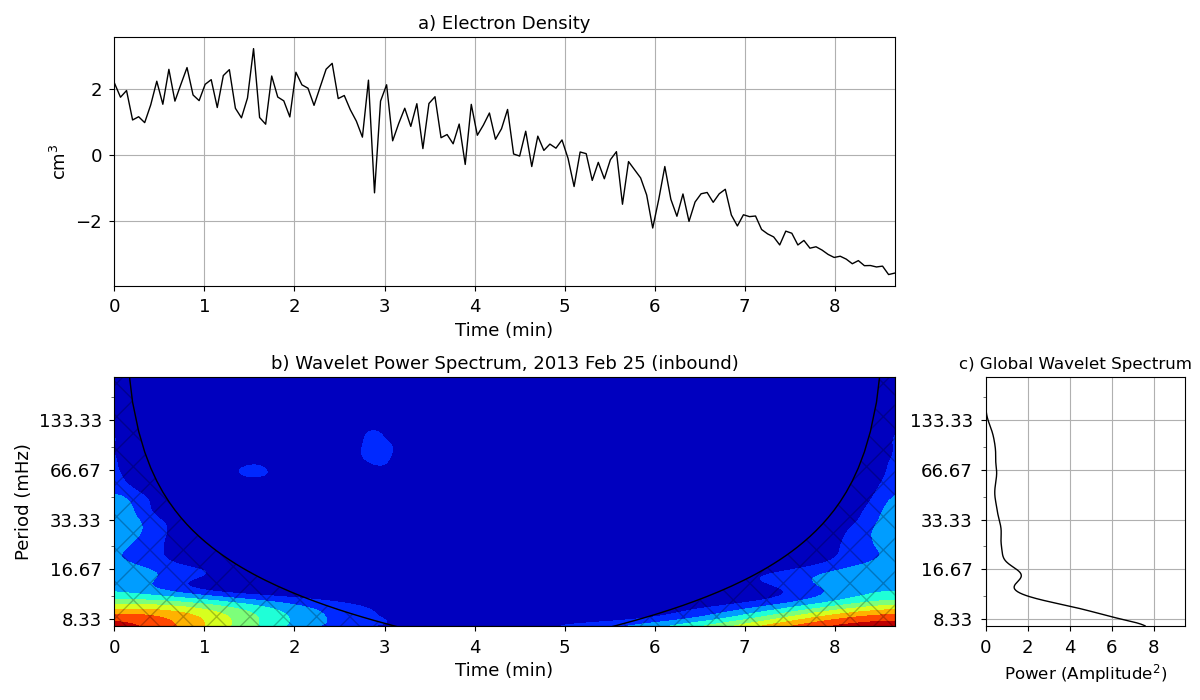 a) Electron Density
cm³
2
0
−2
0 1 2 3 4 5 6 7 8
Time (min)
b) Wavelet Power Spectrum, 2013 Feb 25 (inbound)
Period (mHz)
133.33
66.67
33.33
16.67
8.33
0 1 2 3 4 5 6 7 8
Time (min)
c) Global Wavelet Spectrum
133.33
66.67
33.33
16.67
8.33
0 2 4 6 8
Power (Amplitude²)